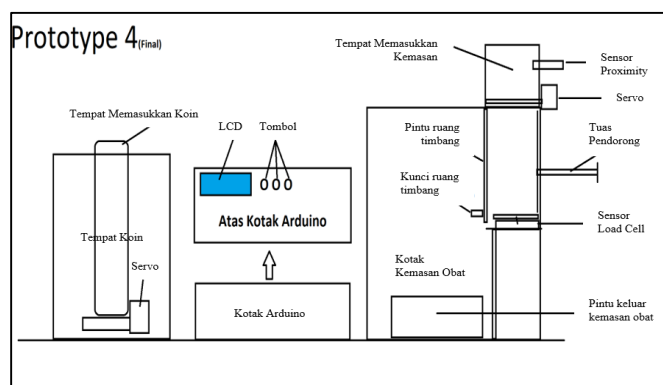 Prototype 4(Final)
Tempat Memasukkan Koin
Tempat Koin
Servo
LCD
Tombol
Atas Kotak Arduino
Kotak Arduino
Tempat Memasukkan
Kemasan
Sensor
Proximity
Servo
Pintu ruang
timbang
Tuas
Pendorong
Kunci ruang
timbang
Sensor
Load Cell
Kotak
Kemasan Obat
Pintu keluar
kemasan obat